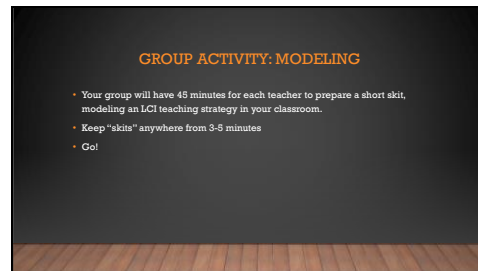 GROUP ACTIVITY: MODELING
• Your group will have 45 minutes for each teacher to prepare a short skit,
modeling an LCI teaching strategy in your classroom.
• Keep “skits” anywhere from 3-5 minutes
• Go!